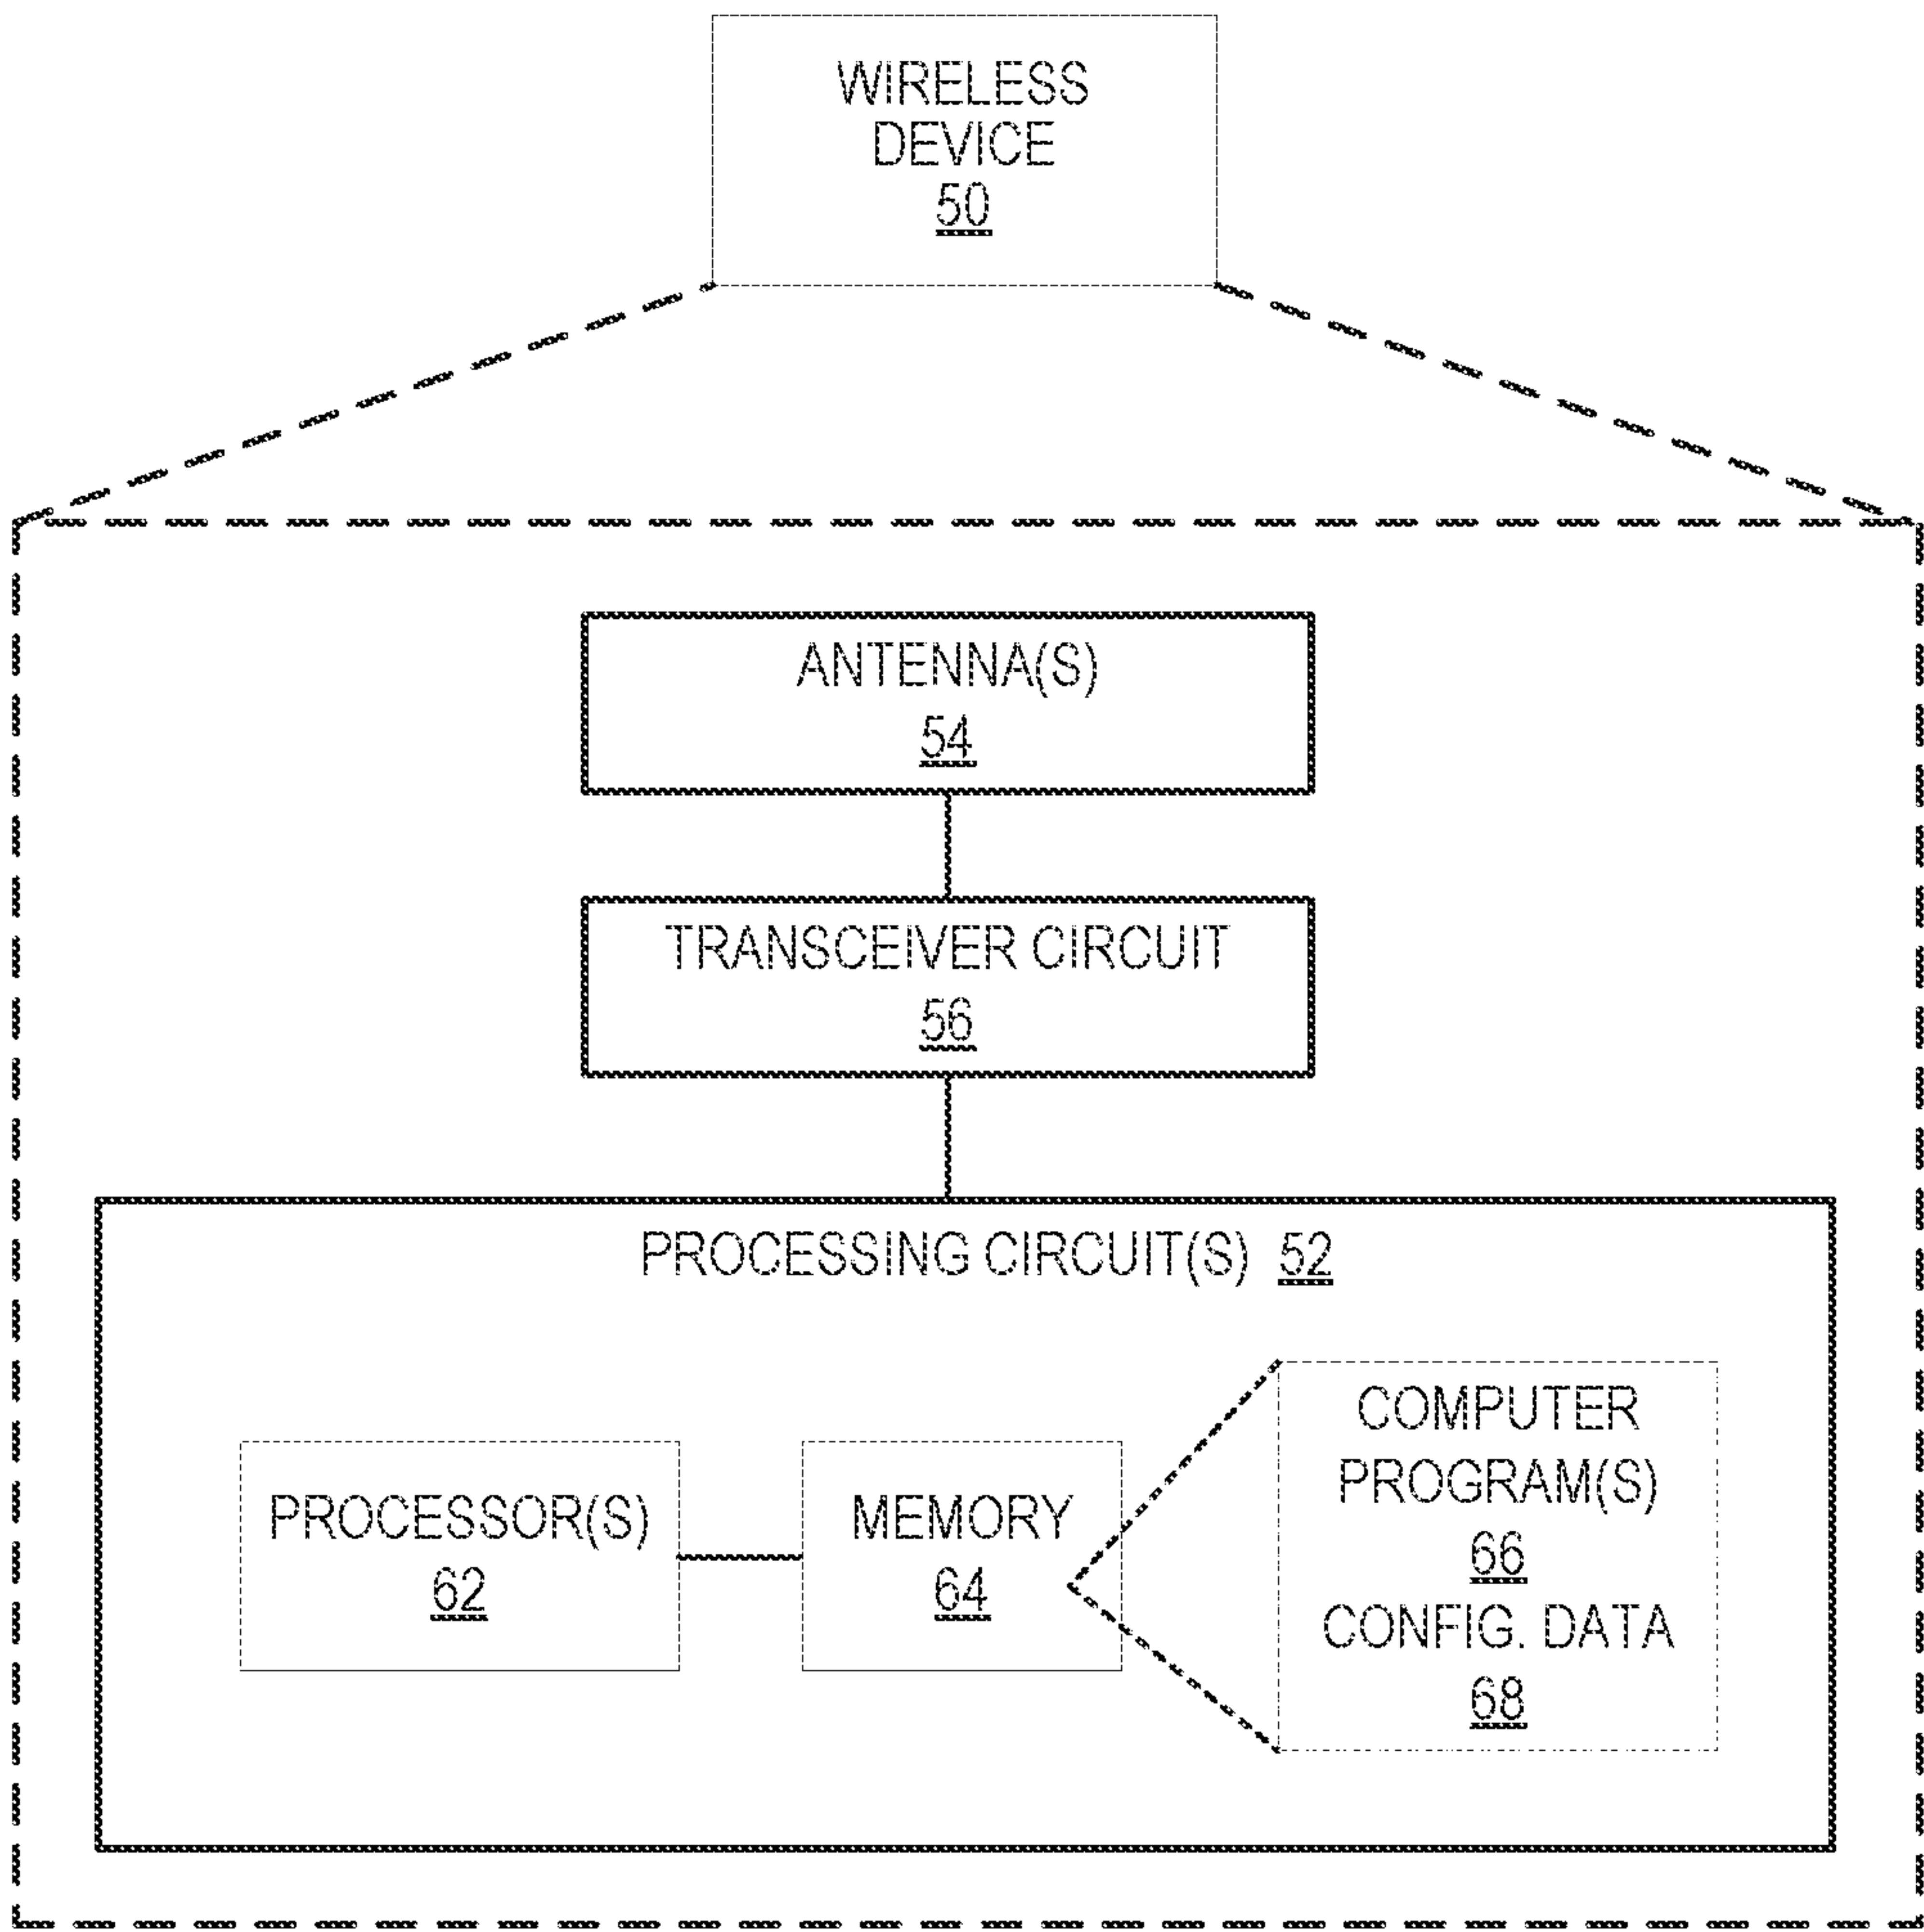 WIRELESS
DEVICE
50
ANTENNA(S)
54
TRANSCEIVER CIRCUIT
56
PROCESSING CIRCUIT(S) 52
PROCESSOR(S)
62
MEMORY
64
COMPUTER
PROGRAM(S)
66
CONFIG. DATA
68